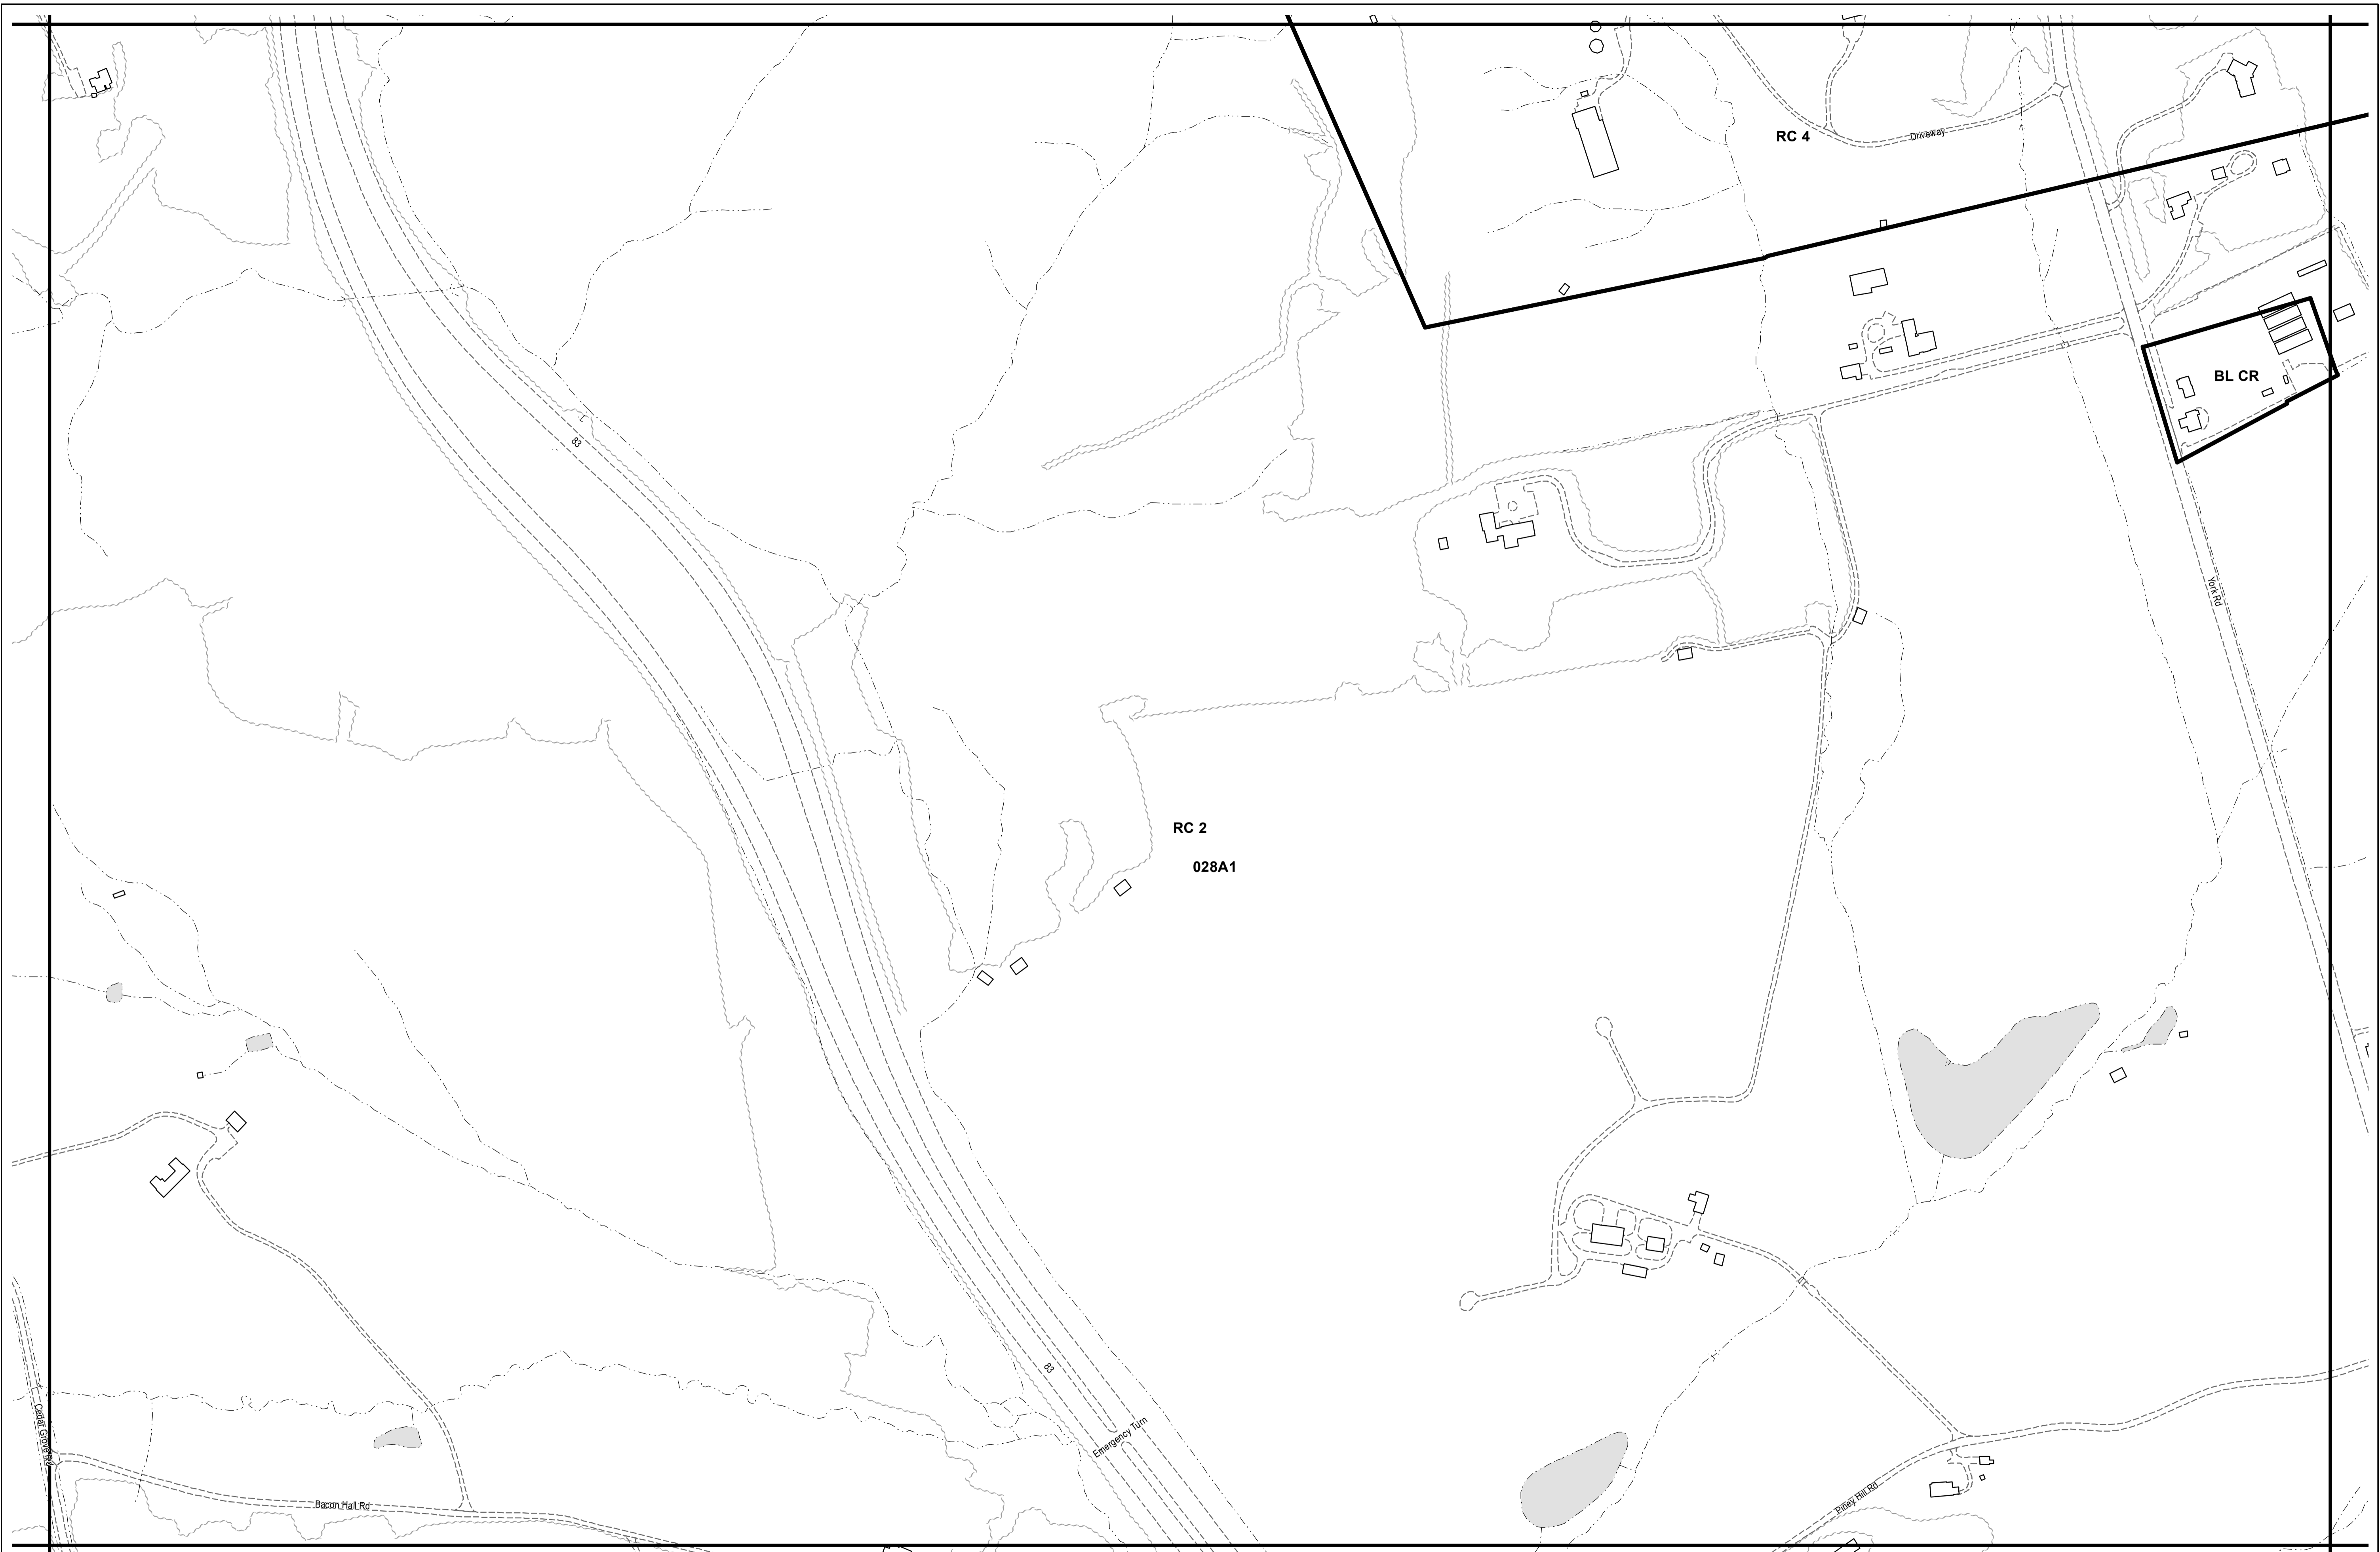 RC 4
Driveway
BL CR
83
York Rd
RC 2
028A1
83
Emergency Turn
Cedar Grove Rd
Bacon Hall Rd
Piney Hill Rd